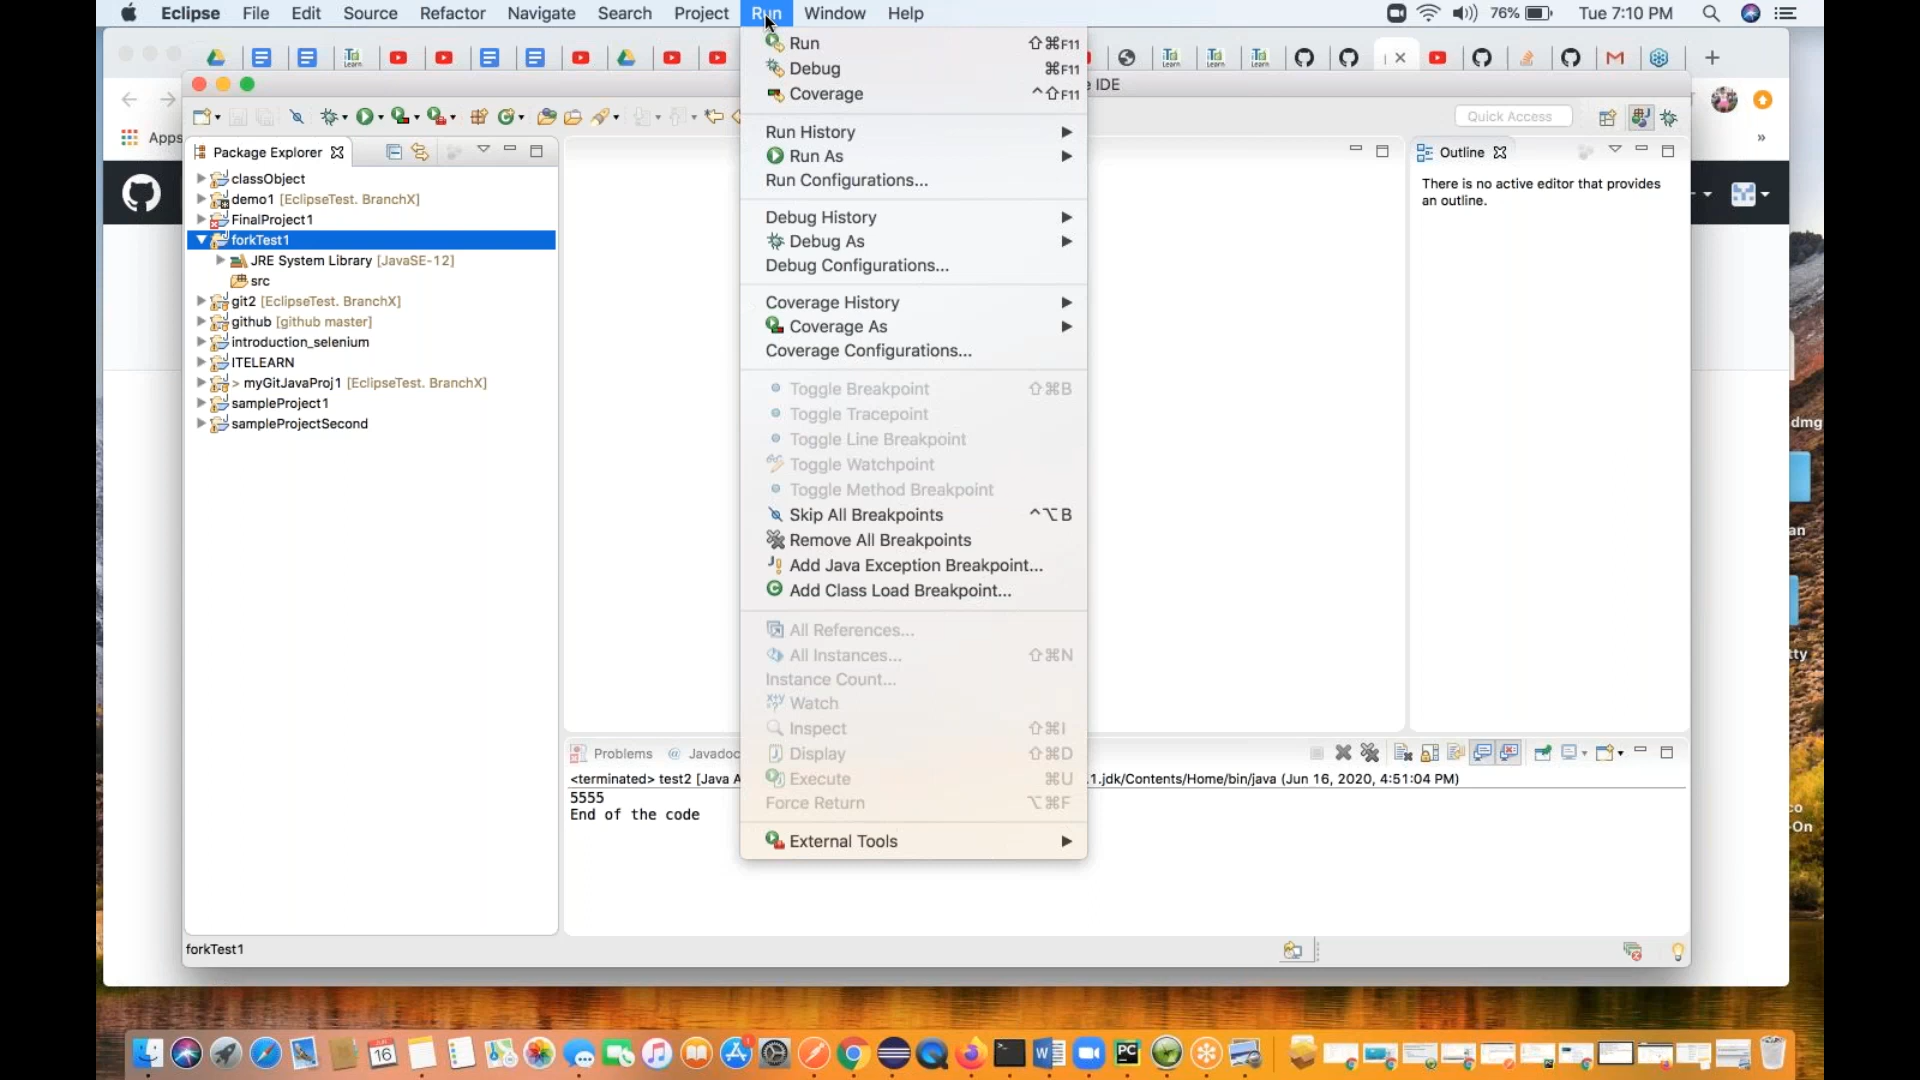 Eclipse File Edit Source Refactor Navigate Search Project Run Window Help 76% Tue 7:10 PM
IDE
Apps
»
Quick Access
Package Explorer
classObject
demo1 [EclipseTest. BranchX]
FinalProject1
forkTest1
JRE System Library [JavaSE-12]
src
git2 [EclipseTest. BranchX]
github [github master]
introduction_selenium
ITELEARN
> myGitJavaProj1 [EclipseTest. BranchX]
sampleProject1
sampleProjectSecond
Run ⇧⌘F11
Debug ⌘F11
Coverage ^⇧F11
Run History
Run As
Run Configurations...
Debug History
Debug As
Debug Configurations...
Coverage History
Coverage As
Coverage Configurations...
Toggle Breakpoint ⇧⌘B
Toggle Tracepoint
Toggle Line Breakpoint
Toggle Watchpoint
Toggle Method Breakpoint
Skip All Breakpoints ^⌥B
Remove All Breakpoints
Add Java Exception Breakpoint...
Add Class Load Breakpoint...
All References...
All Instances... ⇧⌘N
Instance Count...
Watch
Inspect ⇧⌘I
Display ⇧⌘D
Execute ⌘U
Force Return ⌥⌘F
External Tools
Outline
There is no active editor that provides
an outline.
Problems @ Javadoc
<terminated> test2 [Java A .1.jdk/Contents/Home/bin/java (Jun 16, 2020, 4:51:04 PM)
5555
End of the code
forkTest1
dmg
an
tty
co
On
JUN
16
PC